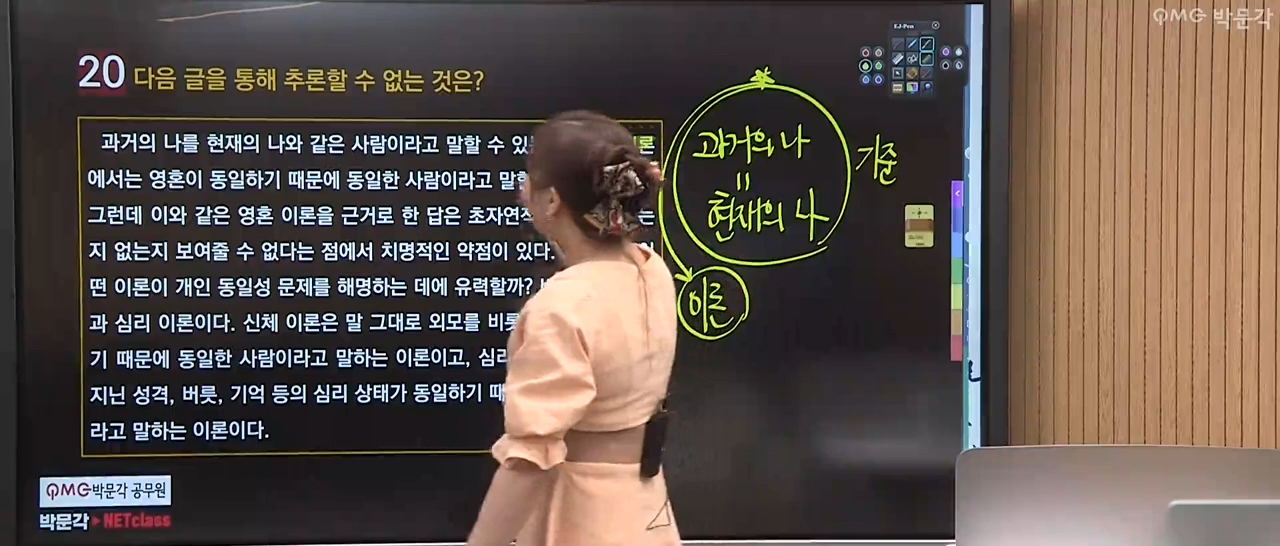 QMG 박문각
EJ-Pen
20 다음 글을 통해 추론할 수 없는 것은?
과거의 나를 현재의 나와 같은 사람이라고 말할 수 있 이론
에서는 영혼이 동일하기 때문에 동일한 사람이라고 말
그런데 이와 같은 영혼 이론을 근거로 한 답은 초자연 는
지 없는지 보여줄 수 없다는 점에서 치명적인 약점이 있다.
떤 이론이 개인 동일성 문제를 해명하는 데에 유력할까?
과 심리 이론이다. 신체 이론은 말 그대로 외모를 비롯
기 때문에 동일한 사람이라고 말하는 이론이고, 심리
지닌 성격, 버릇, 기억 등의 심리 상태가 동일하기 때
라고 말하는 이론이다.
과거의 나
=
현재의 나
기준
이론
QMG 박문각 공무원
박문각 NETclass